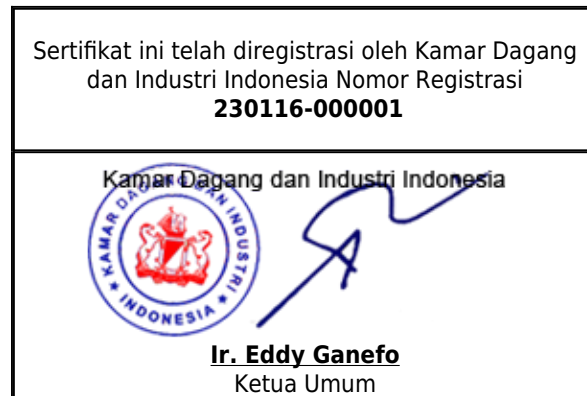 Sertifikat ini telah diregistrasi oleh Kamar Dagang
dan Industri Indonesia Nomor Registrasi
230116-000001
Kamar Dagang dan Industri Indonesia
KAMAR DAGANG DAN INDUSTRI
INDONESIA
Ir. Eddy Ganefo
Ketua Umum